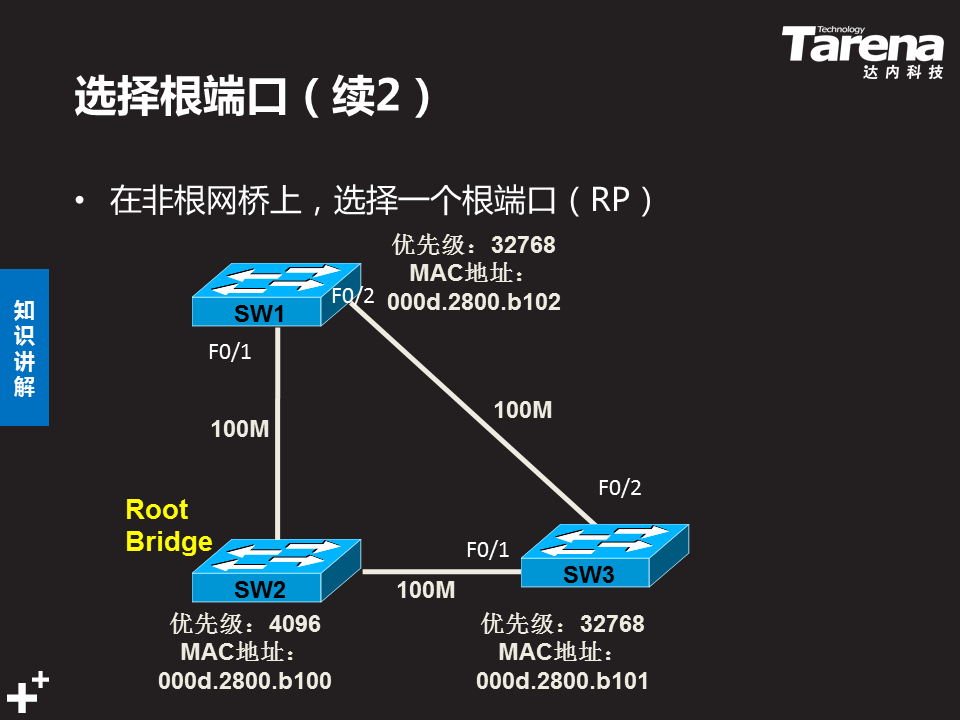 Technology
Tarena
达内科技
选择根端口（续2）
• 在非根网桥上，选择一个根端口（RP）
知
识
讲
解
优先级：32768
MAC地址：
000d.2800.b102
F0/2
SW1
F0/1
100M
100M
F0/2
Root
Bridge
F0/1
SW2
100M
SW3
优先级：4096
MAC地址：
000d.2800.b100
优先级：32768
MAC地址：
000d.2800.b101